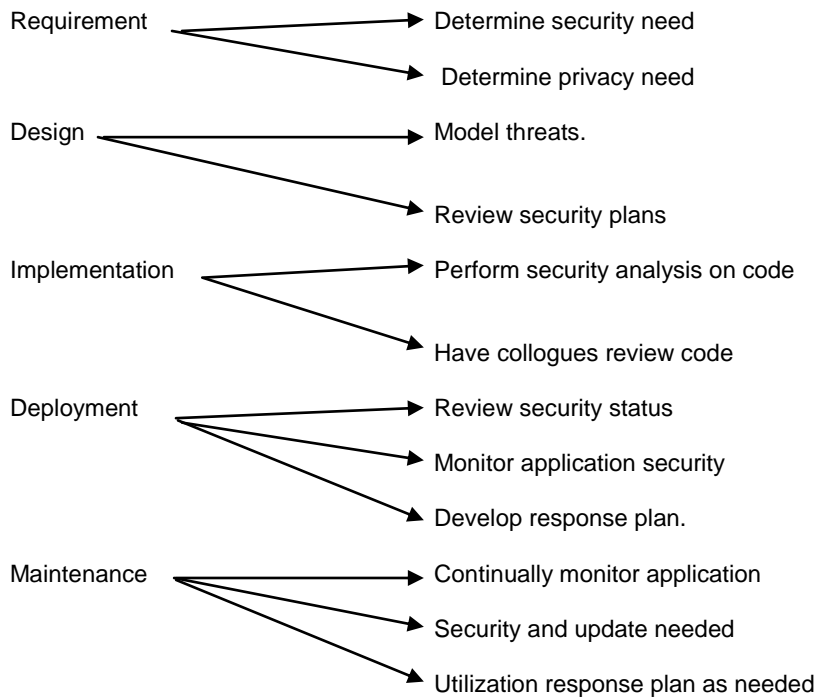 Requirement
Determine security need
Determine privacy need
Design
Model threats.
Review security plans
Implementation
Perform security analysis on code
Have collogues review code
Deployment
Review security status
Monitor application security
Develop response plan.
Maintenance
Continually monitor application
Security and update needed
Utilization response plan as needed